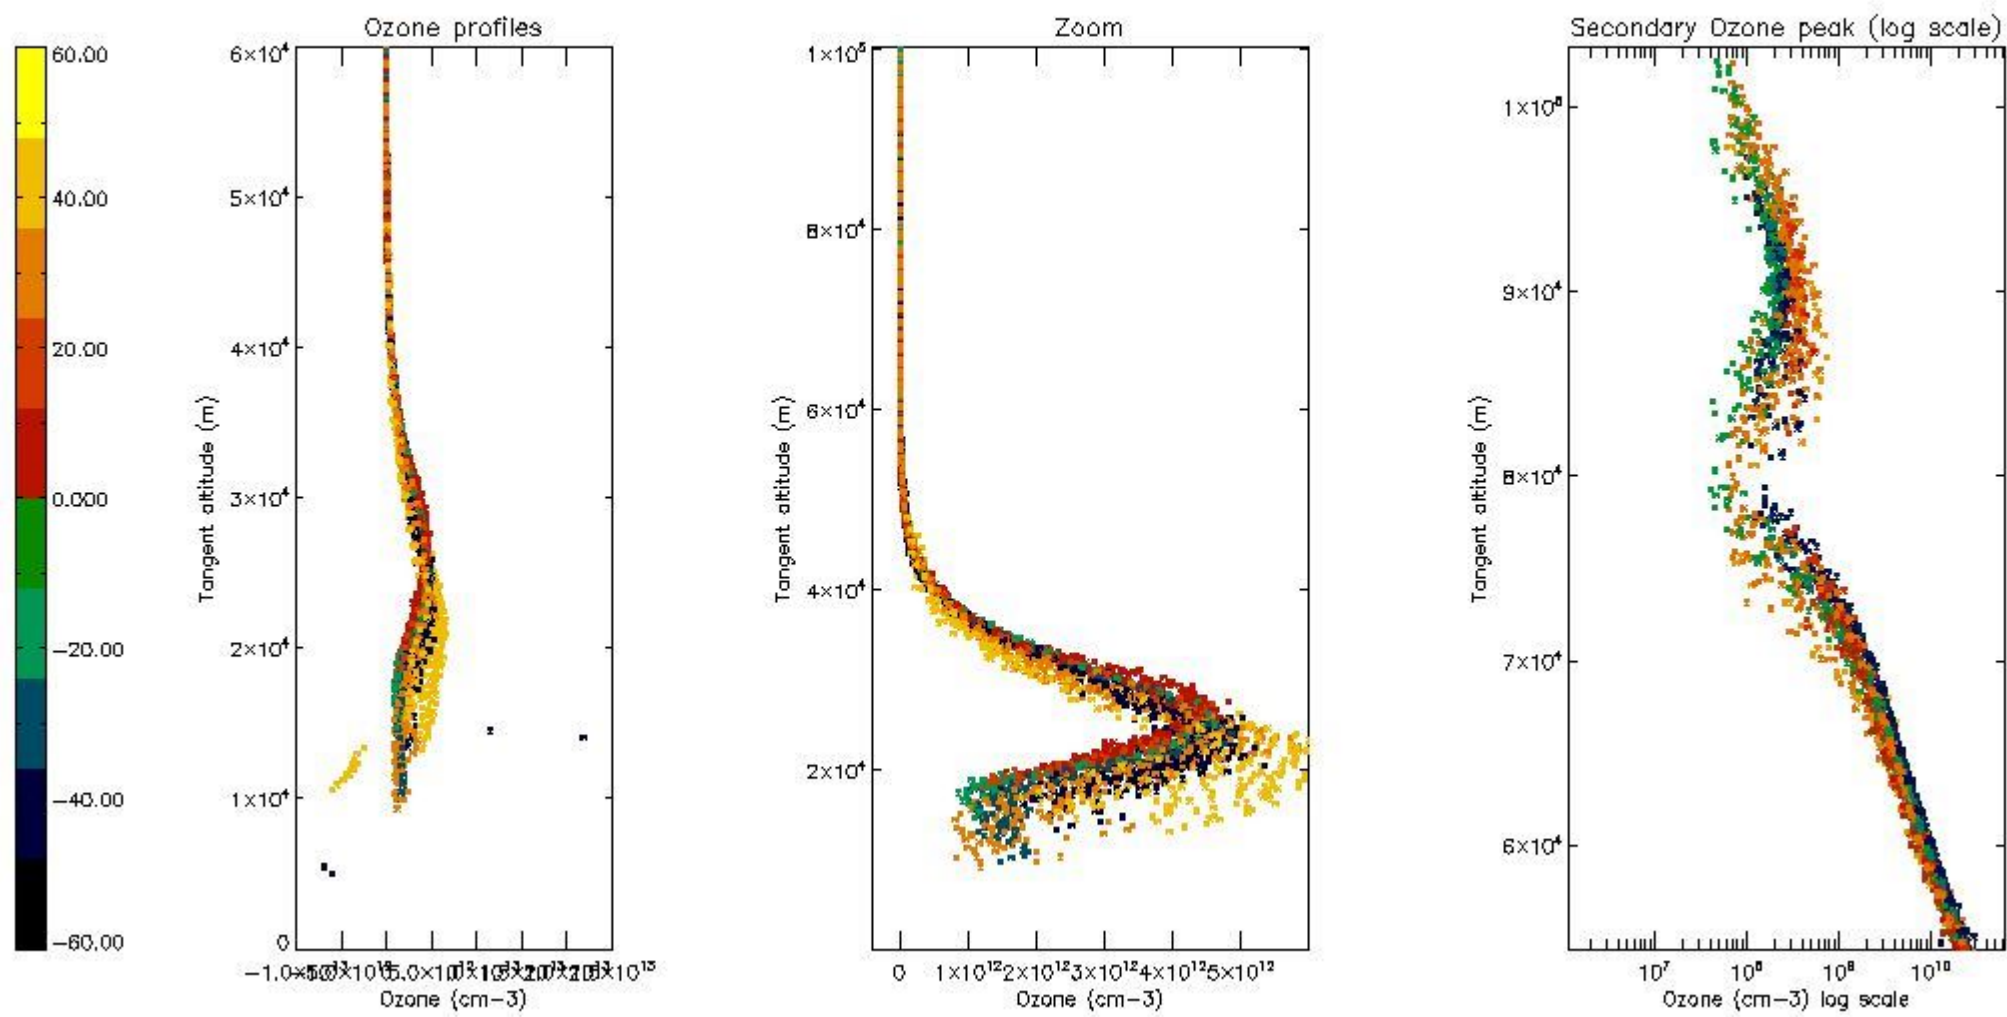 60.00
40.00
20.00
0.000
−20.00
−40.00
−60.00
Ozone profiles
6×10⁴
5×10⁴
4×10⁴
3×10⁴
2×10⁴
1×10⁴
0
Tangent altitude (m)
Ozone (cm−3)
Zoom
1×10⁵
8×10⁴
6×10⁴
4×10⁴
2×10⁴
Tangent altitude (m)
0 1×10¹² 2×10¹² 3×10¹² 4×10¹² 5×10¹²
Ozone (cm−3)
Secondary Ozone peak (log scale)
1×10⁵
9×10⁴
8×10⁴
7×10⁴
6×10⁴
Tangent altitude (m)
10⁷ 10⁸ 10⁹ 10¹⁰
Ozone (cm−3) log scale